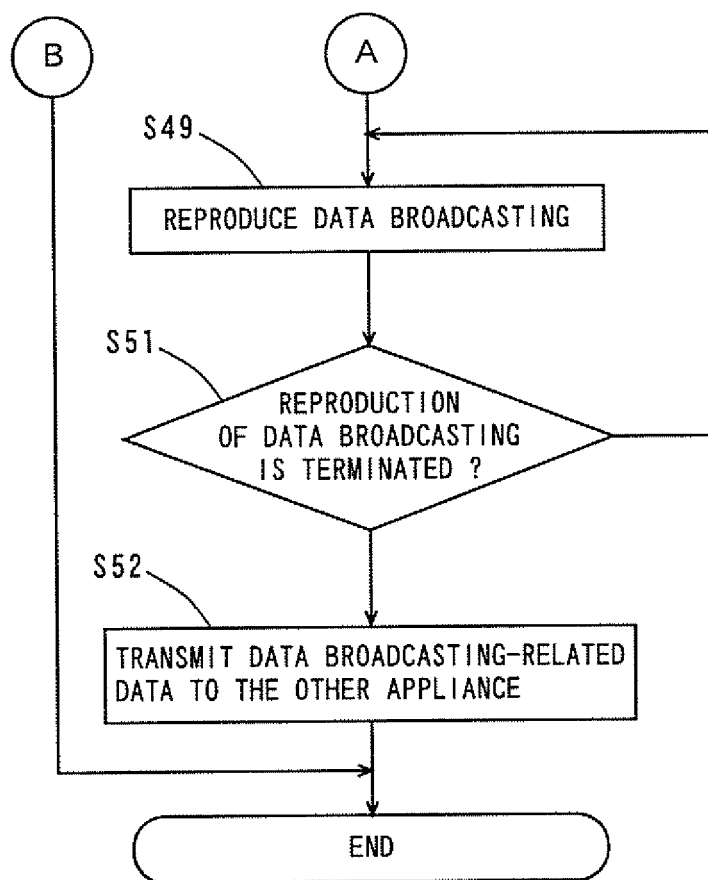 B
A
S49
REPRODUCE DATA BROADCASTING
S51
REPRODUCTION
OF DATA BROADCASTING
IS TERMINATED ?
S52
TRANSMIT DATA BROADCASTING-RELATED
DATA TO THE OTHER APPLIANCE
END